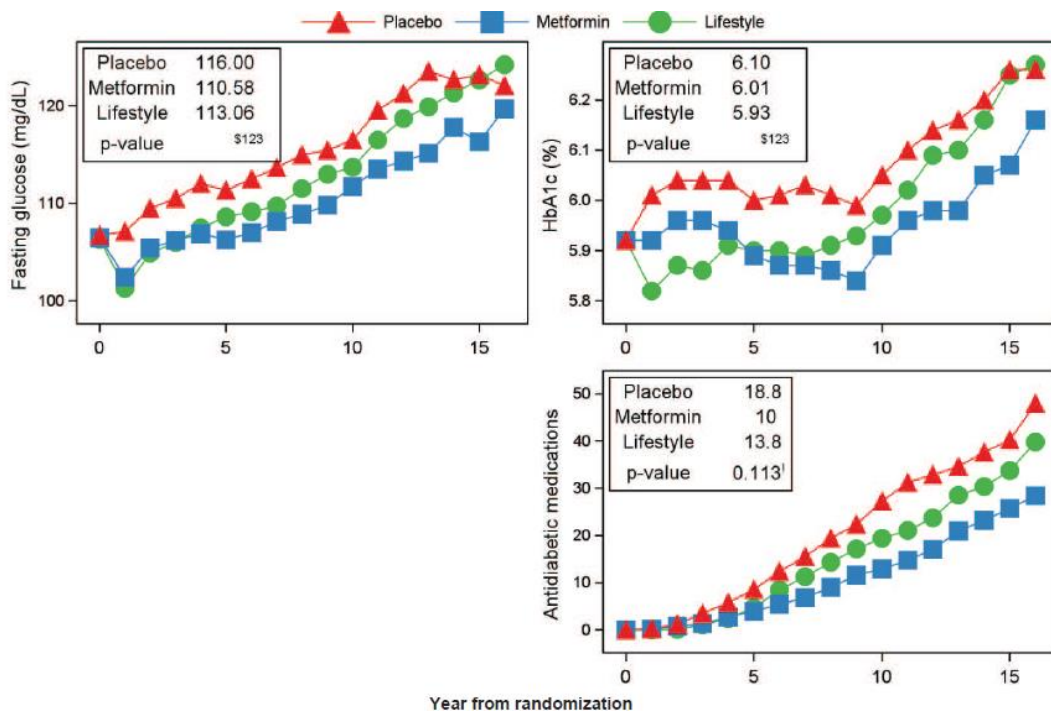 Placebo Metformin Lifestyle
Fasting glucose (mg/dL)
120
110
100
Placebo 116.00
Metformin 110.58
Lifestyle 113.06
p-value $123
0 5 10 15
HbA1c (%)
6.2
6.1
6.0
5.9
5.8
Placebo 6.10
Metformin 6.01
Lifestyle 5.93
p-value $123
0 5 10 15
Antidiabetic medications
50
40
30
20
10
0
Placebo 18.8
Metformin 10
Lifestyle 13.8
p-value 0.113ˡ
0 5 10 15
Year from randomization